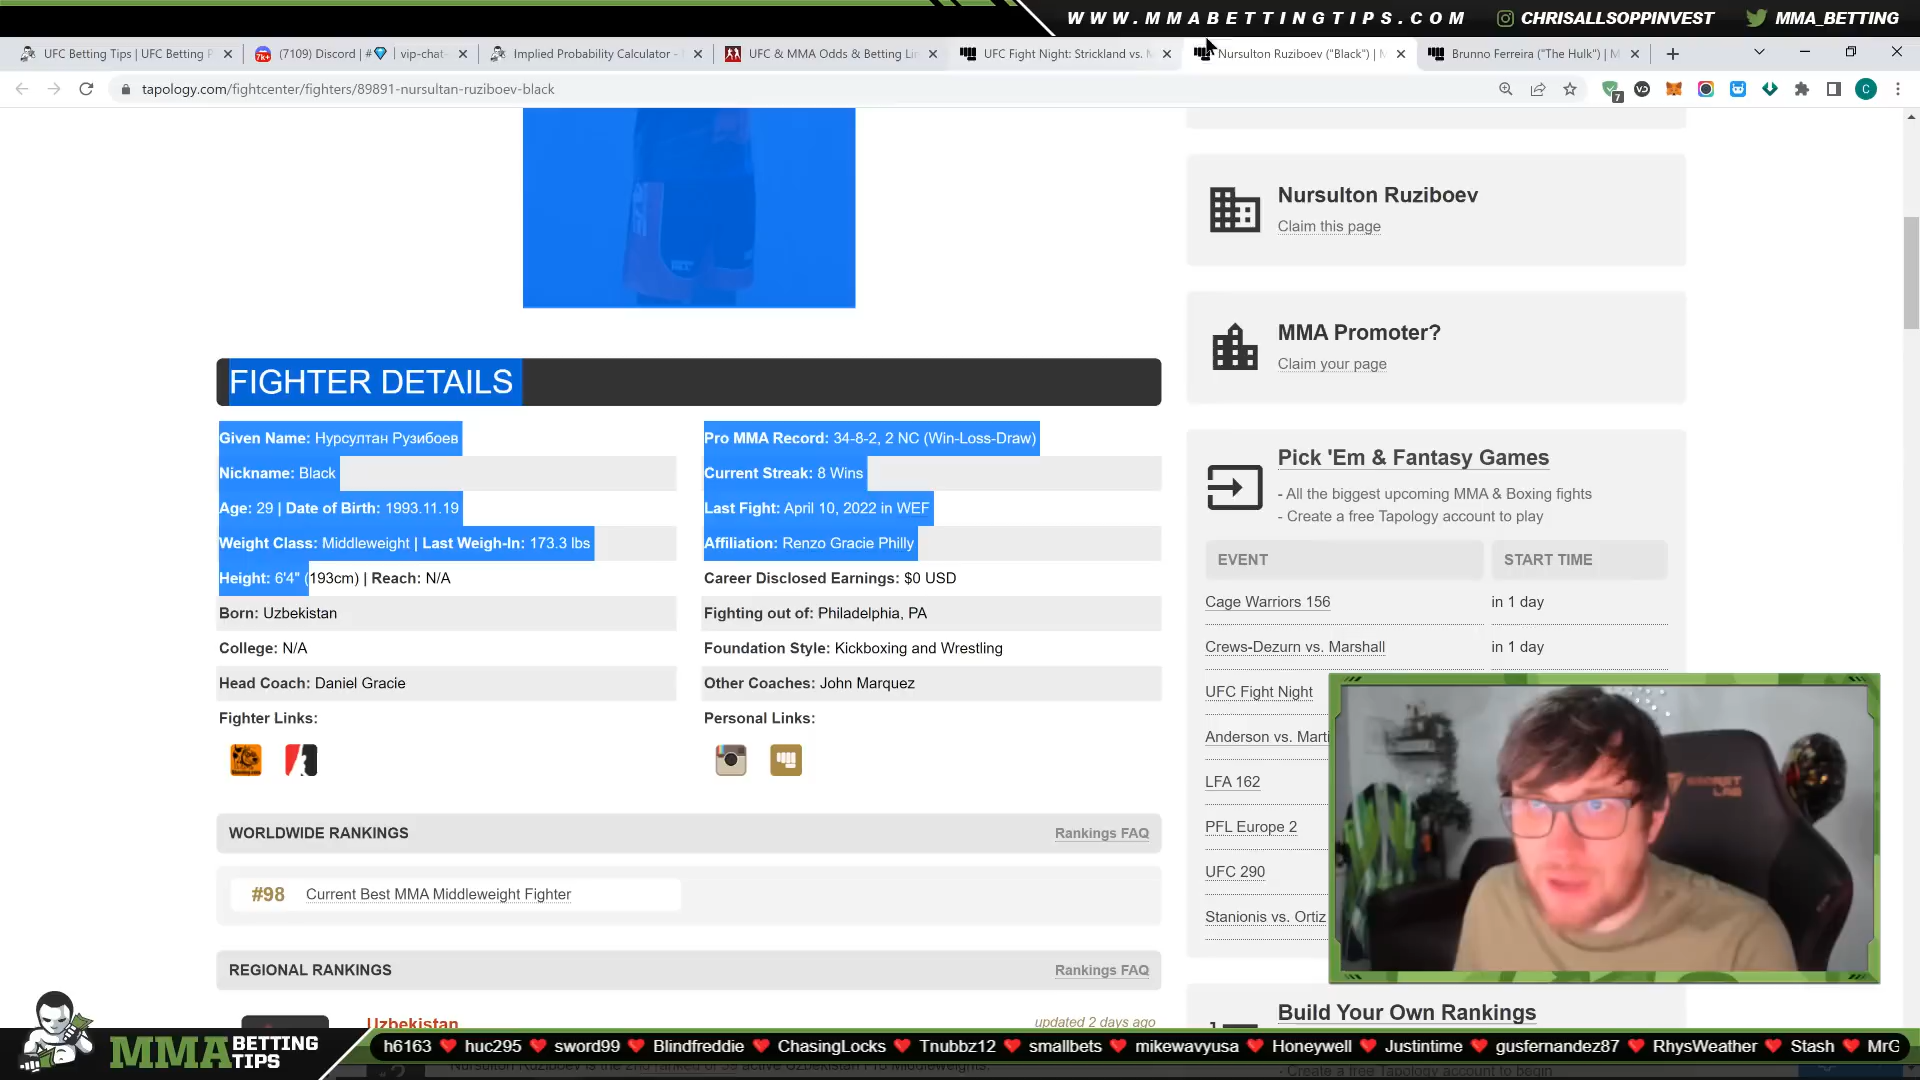 WWW.MMABETTINGTIPS.COM CHRISALLSOPPINVEST MMA_BETTING
UFC Betting Tips | UFC Betting P (7109) Discord | # | vip-chat- Implied Probability Calculator - UFC & MMA Odds & Betting Lin UFC Fight Night: Strickland vs. Nursulton Ruziboev ("Black") | M Brunno Ferreira ("The Hulk") | M
tapology.com/fightcenter/fighters/89891-nursultan-ruziboev-black
7
C
Nursulton Ruziboev
Claim this page
MMA Promoter?
Claim your page
FIGHTER DETAILS
Given Name: Нурсултан Рузибоев
Pro MMA Record: 34-8-2, 2 NC (Win-Loss-Draw)
Nickname: Black
Current Streak: 8 Wins
Age: 29 | Date of Birth: 1993.11.19
Last Fight: April 10, 2022 in WEF
Weight Class: Middleweight | Last Weigh-In: 173.3 lbs
Affiliation: Renzo Gracie Philly
Height: 6'4" (193cm) | Reach: N/A
Career Disclosed Earnings: $0 USD
Born: Uzbekistan
Fighting out of: Philadelphia, PA
College: N/A
Foundation Style: Kickboxing and Wrestling
Head Coach: Daniel Gracie
Other Coaches: John Marquez
Fighter Links:
Personal Links:
Pick 'Em & Fantasy Games
- All the biggest upcoming MMA & Boxing fights
- Create a free Tapology account to play
EVENT START TIME
Cage Warriors 156 in 1 day
Crews-Dezurn vs. Marshall in 1 day
UFC Fight Night
Anderson vs. Marti
LFA 162
PFL Europe 2
UFC 290
Stanionis vs. Ortiz
SECRET LAB
WORLDWIDE RANKINGS Rankings FAQ
#98 Current Best MMA Middleweight Fighter
REGIONAL RANKINGS Rankings FAQ
Uzbekistan updated 2 days ago
Build Your Own Rankings
MMA BETTING TIPS
h6163 huc295 sword99 Blindfreddie ChasingLocks Tnubbz12 smallbets mikewavyusa Honeywell Justintime gusfernandez87 RhysWeather Stash MrG